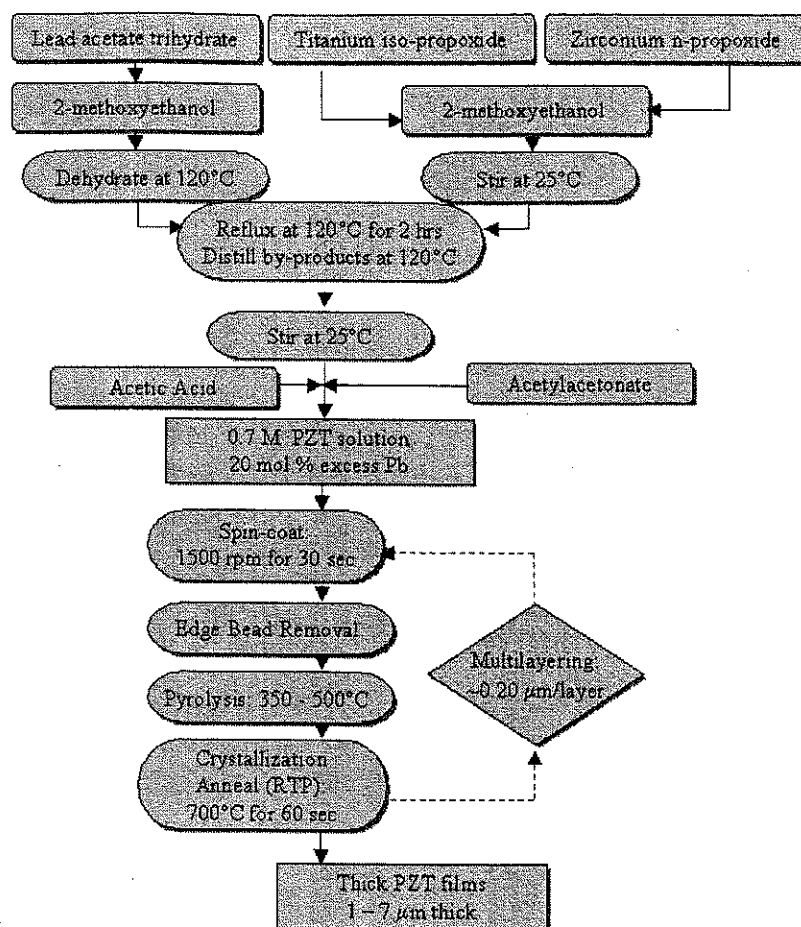 Lead acetate trihydrate
Titanium iso-propoxide
Zirconium n-propoxide
2-methoxyethanol
2-methoxyethanol
Dehydrate at 120°C
Stir at 25°C
Reflux at 120°C for 2 hrs
Distill by-products at 120°C
Stir at 25°C
Acetic Acid
Acetylacetonate
0.7 M PZT solution
20 mol % excess Pb
Spin-coat:
1500 rpm for 30 sec
Edge Bead Removal
Multilayering:
~0.20 μm/layer
Pyrolysis: 350 - 500°C
Crystallization
Anneal (RTP):
700°C for 60 sec
Thick PZT films
1 – 7 μm thick